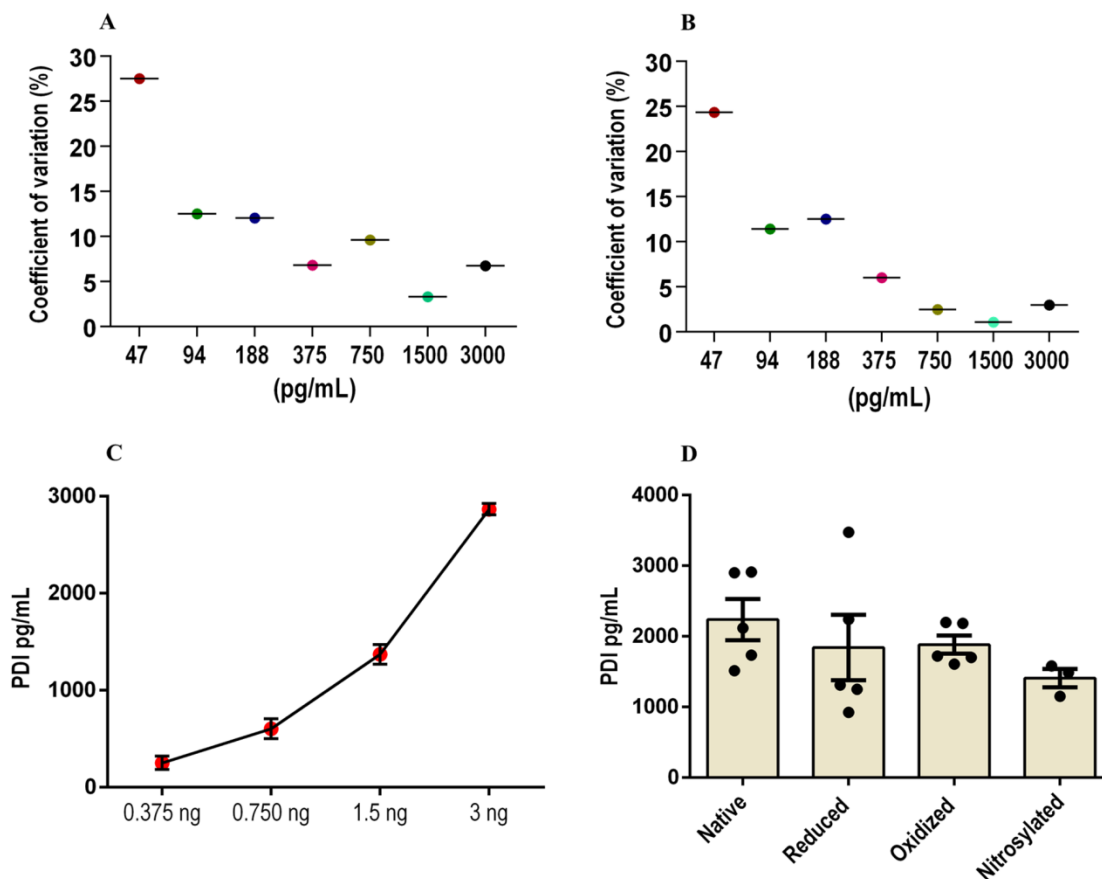 A
Coefficient of variation (%)
30
25
20
15
10
5
0
47 94 188 375 750 1500 3000
(pg/mL)
B
Coefficient of variation (%)
30
25
20
15
10
5
0
47 94 188 375 750 1500 3000
(pg/mL)
C
PDI pg/mL
3000
2000
1000
0
0.375 ng 0.750 ng 1.5 ng 3 ng
D
PDI pg/mL
4000
3000
2000
1000
0
Native
Reduced
Oxidized
Nitrosylated